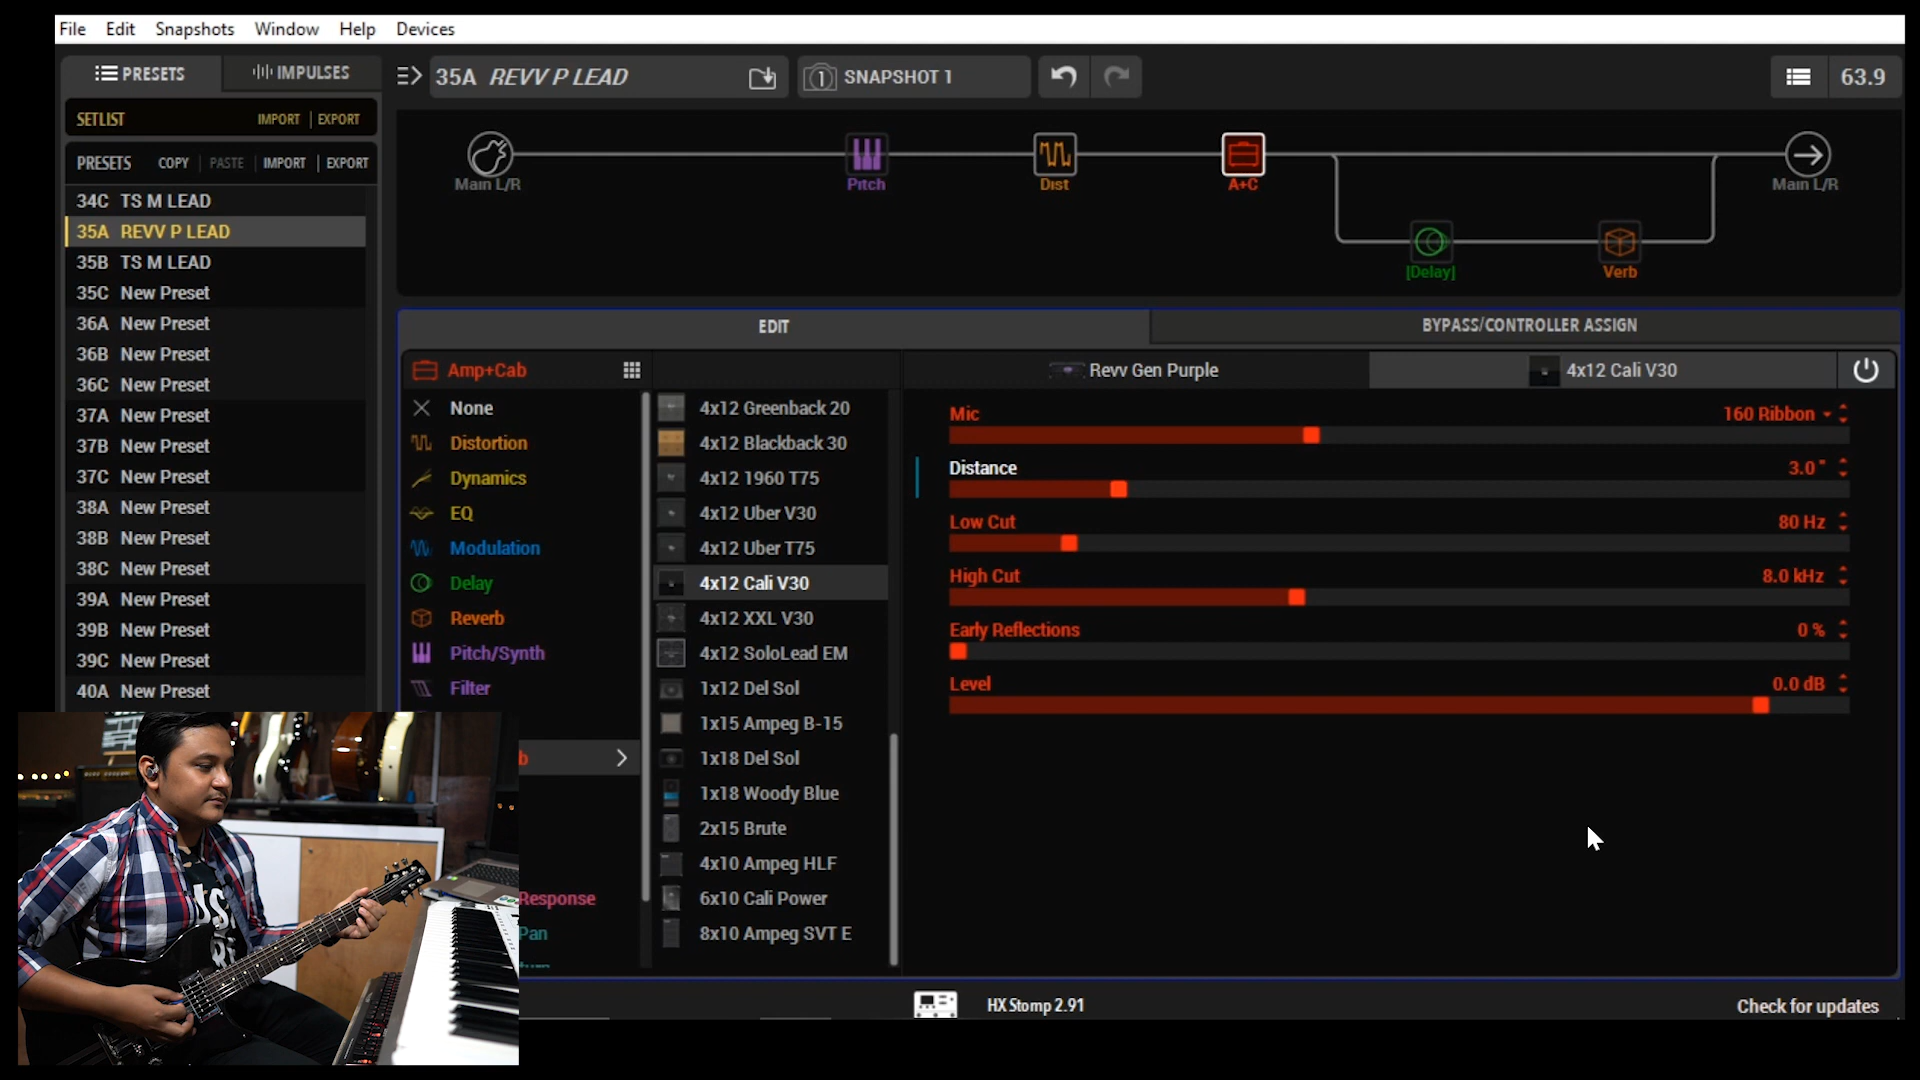 File Edit Snapshots Window Help Devices
PRESETS IMPULSES
35A REVV P LEAD
1 SNAPSHOT 1
63.9
SETLIST IMPORT | EXPORT
PRESETS COPY | PASTE | IMPORT | EXPORT
34C TS M LEAD
35A REVV P LEAD
35B TS M LEAD
35C New Preset
36A New Preset
36B New Preset
36C New Preset
37A New Preset
37B New Preset
37C New Preset
38A New Preset
38B New Preset
38C New Preset
39A New Preset
39B New Preset
39C New Preset
40A New Preset
Main L/R
Pitch
Dist
A+C
Main L/R
[Delay]
Verb
EDIT
BYPASS/CONTROLLER ASSIGN
Amp+Cab
None
Distortion
Dynamics
EQ
Modulation
Delay
Reverb
Pitch/Synth
Filter
b
Response
Pan
4x12 Greenback 20
4x12 Blackback 30
4x12 1960 T75
4x12 Uber V30
4x12 Uber T75
4x12 Cali V30
4x12 XXL V30
4x12 SoloLead EM
1x12 Del Sol
1x15 Ampeg B-15
1x18 Del Sol
1x18 Woody Blue
2x15 Brute
4x10 Ampeg HLF
6x10 Cali Power
8x10 Ampeg SVT E
Revv Gen Purple
4x12 Cali V30
Mic 160 Ribbon
Distance 3.0 "
Low Cut 80 Hz
High Cut 8.0 kHz
Early Reflections 0 %
Level 0.0 dB
HX Stomp 2.91
Check for updates